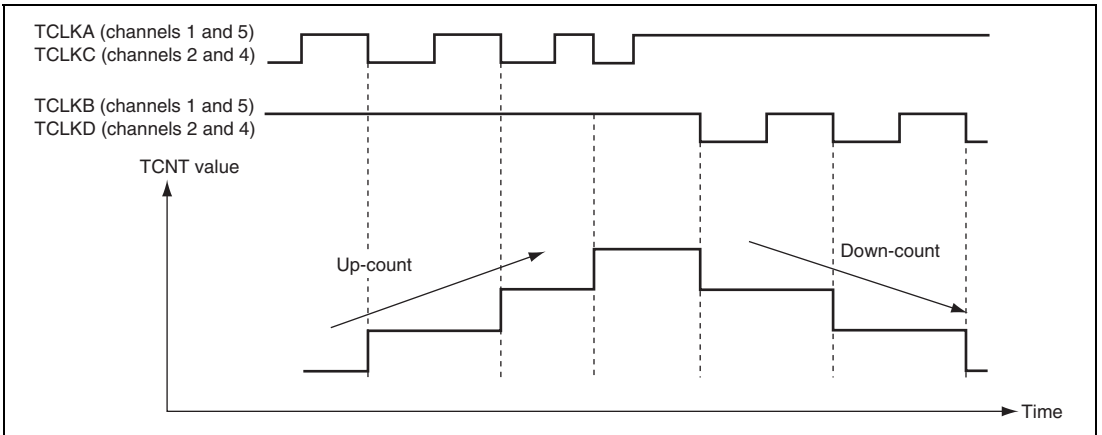 TCLKA (channels 1 and 5)
TCLKC (channels 2 and 4)
TCLKB (channels 1 and 5)
TCLKD (channels 2 and 4)
TCNT value
Up-count
Down-count
Time